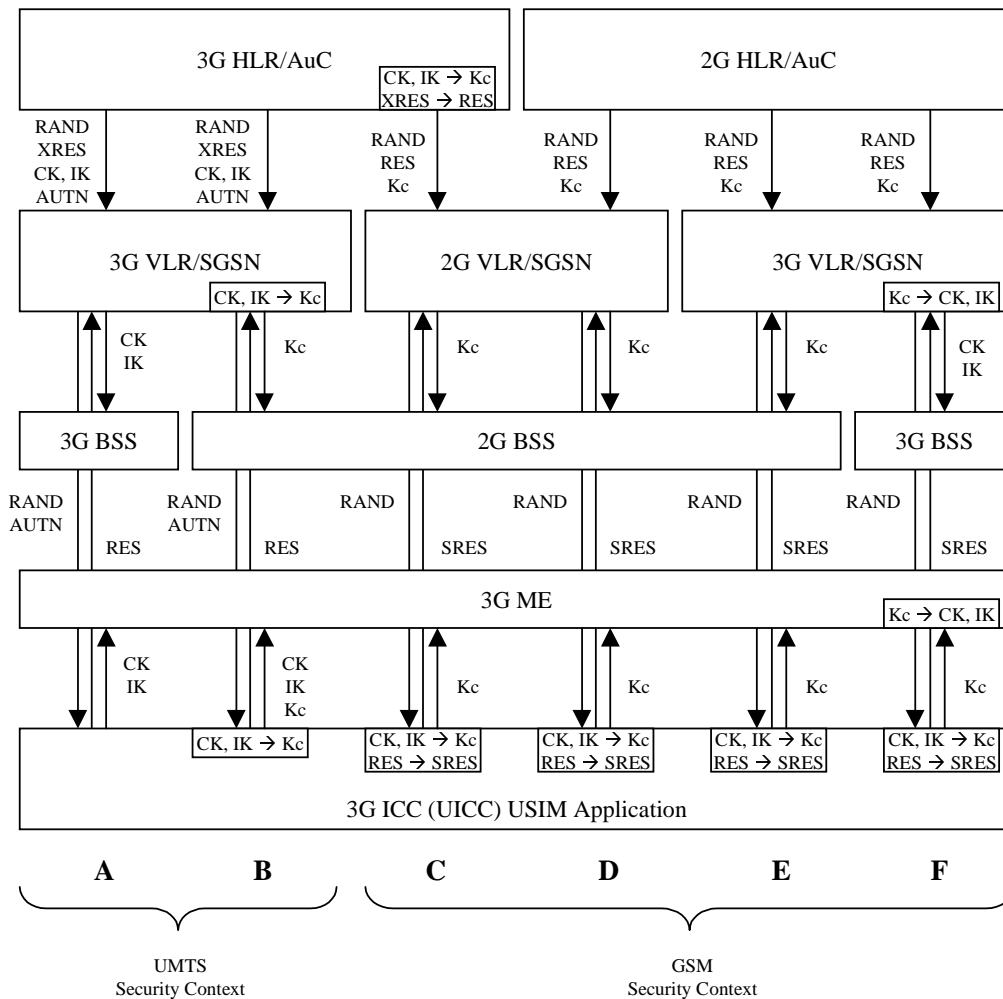 3G HLR/AuC
2G HLR/AuC
CK, IK → Kc
XRES → RES
RAND
XRES
CK, IK
AUTN
RAND
XRES
CK, IK
AUTN
RAND
RES
Kc
RAND
RES
Kc
RAND
RES
Kc
RAND
RES
Kc
3G VLR/SGSN
2G VLR/SGSN
3G VLR/SGSN
CK, IK → Kc
Kc → CK, IK
CK
IK
Kc
Kc
Kc
Kc
CK
IK
3G BSS
2G BSS
3G BSS
RAND
AUTN
RES
RAND
AUTN
RES
RAND
SRES
RAND
SRES
RAND
SRES
RAND
SRES
3G ME
Kc → CK, IK
CK
IK
CK
IK
Kc
Kc
Kc
Kc
Kc
CK, IK → Kc
CK, IK → Kc
RES → SRES
CK, IK → Kc
RES → SRES
CK, IK → Kc
RES → SRES
CK, IK → Kc
RES → SRES
3G ICC (UICC) USIM Application
A B C D E F
UMTS
Security Context
GSM
Security Context